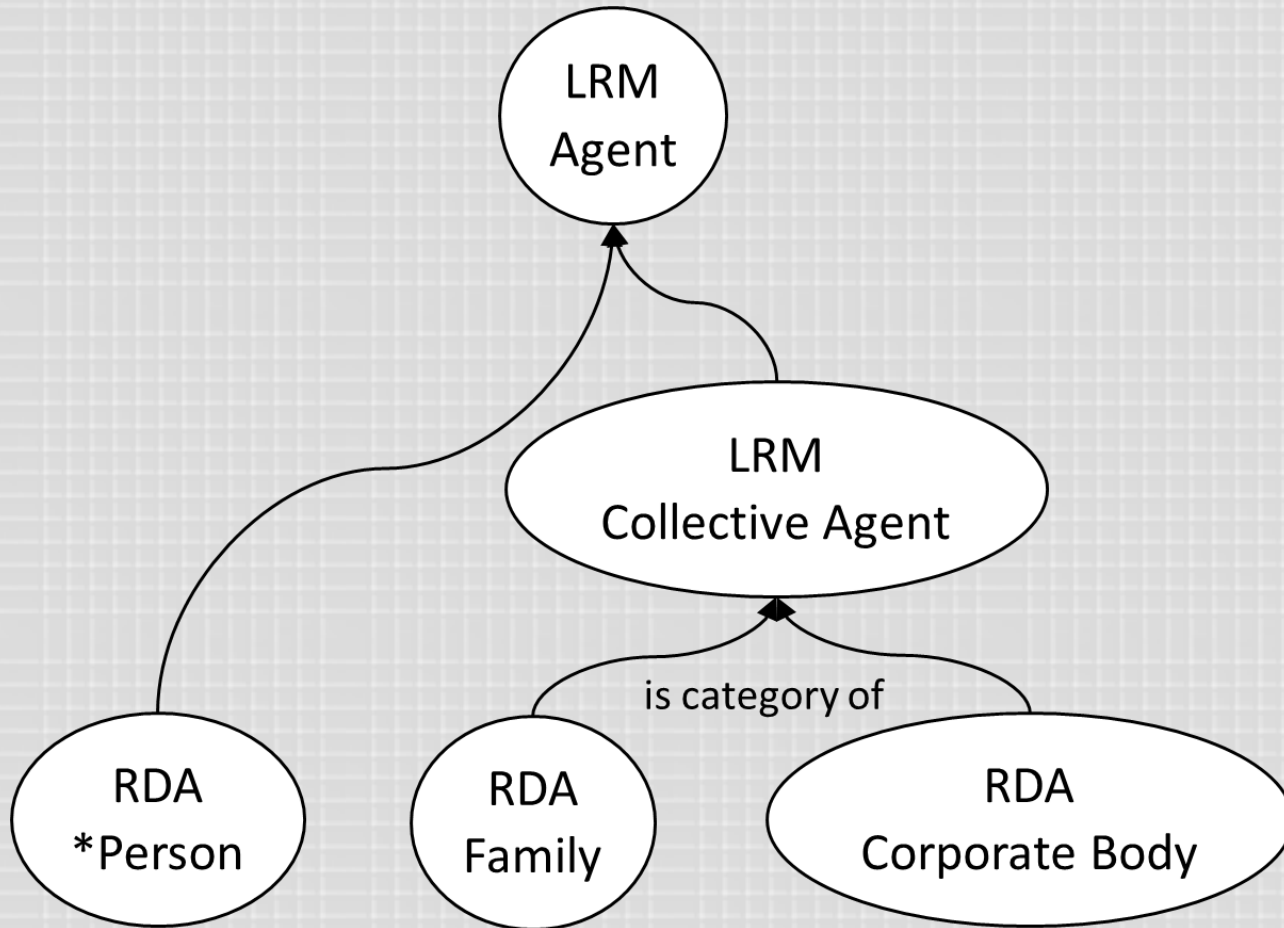 LRM
Agent
LRM
Collective Agent
is category of
RDA
*Person
RDA
Family
RDA
Corporate Body